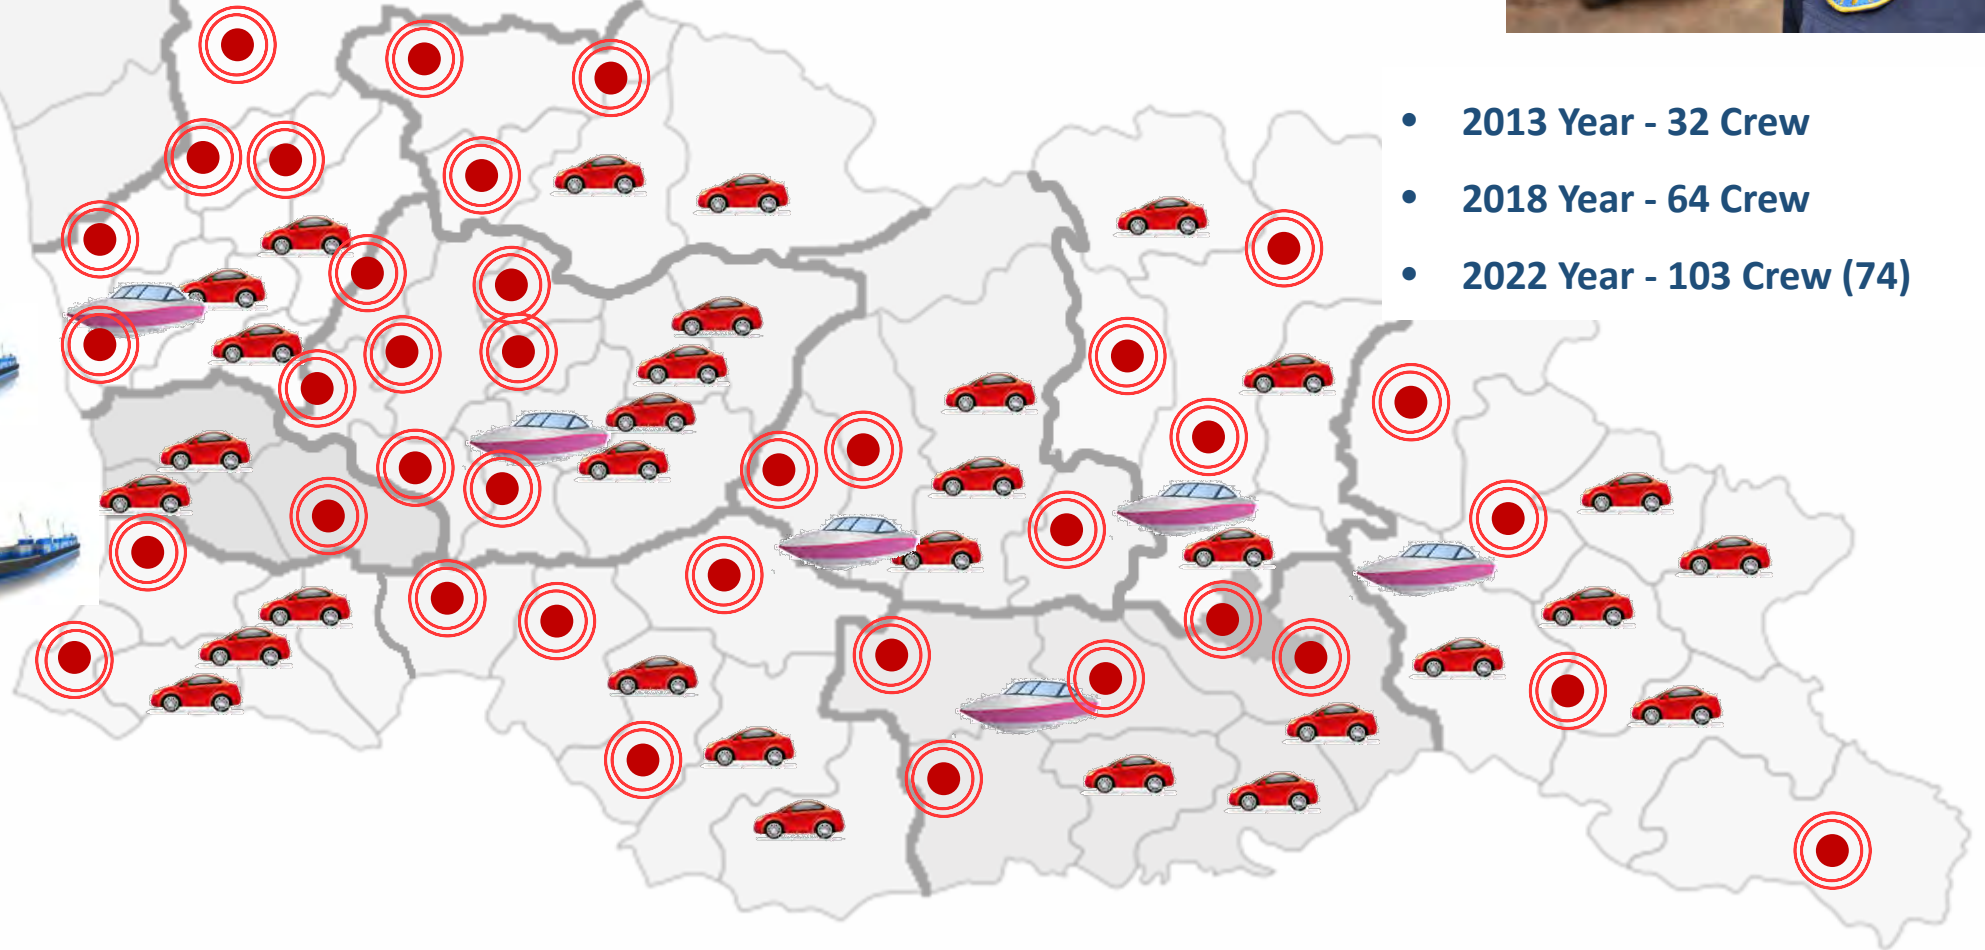 • 2013 Year - 32 Crew
• 2018 Year - 64 Crew
• 2022 Year - 103 Crew (74)